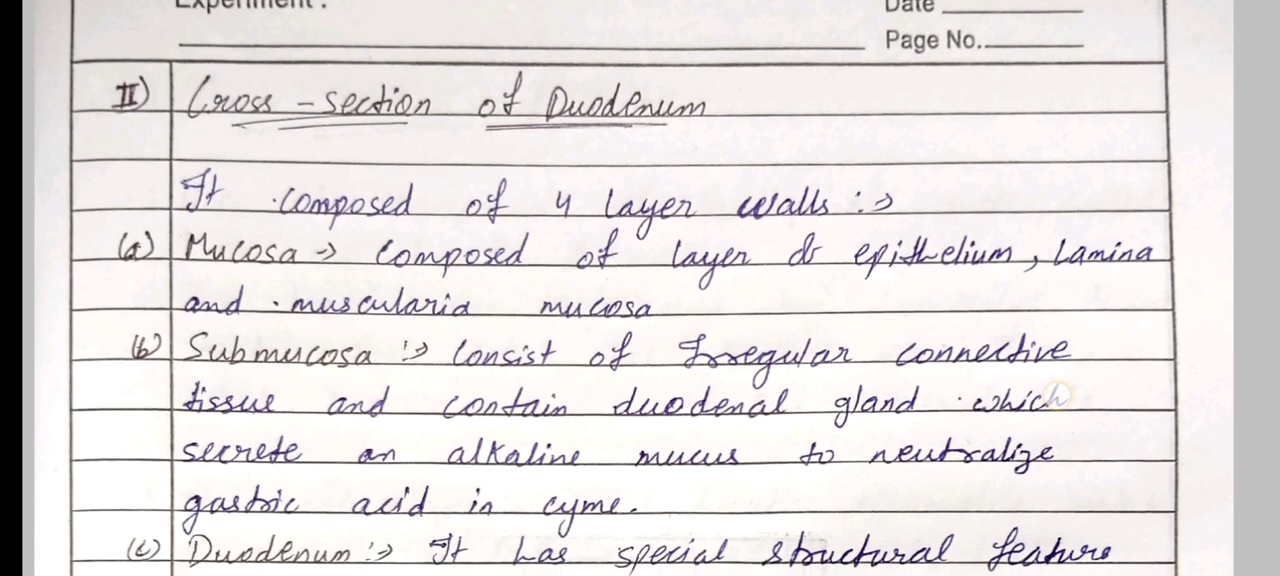 Experiment :
Date
Page No.
II) Cross-section of Duodenum
It composed of 4 layer walls :→
(a) Mucosa → composed of layer of epithelium, Lamina
and muscularia mucosa
(b) Submucosa :→ Consist of Irregular connective
tissue and contain duodenal gland which
secrete an alkaline mucus to neutralize
gastric acid in cyme.
(c) Duodenum :→ It has special structural feature